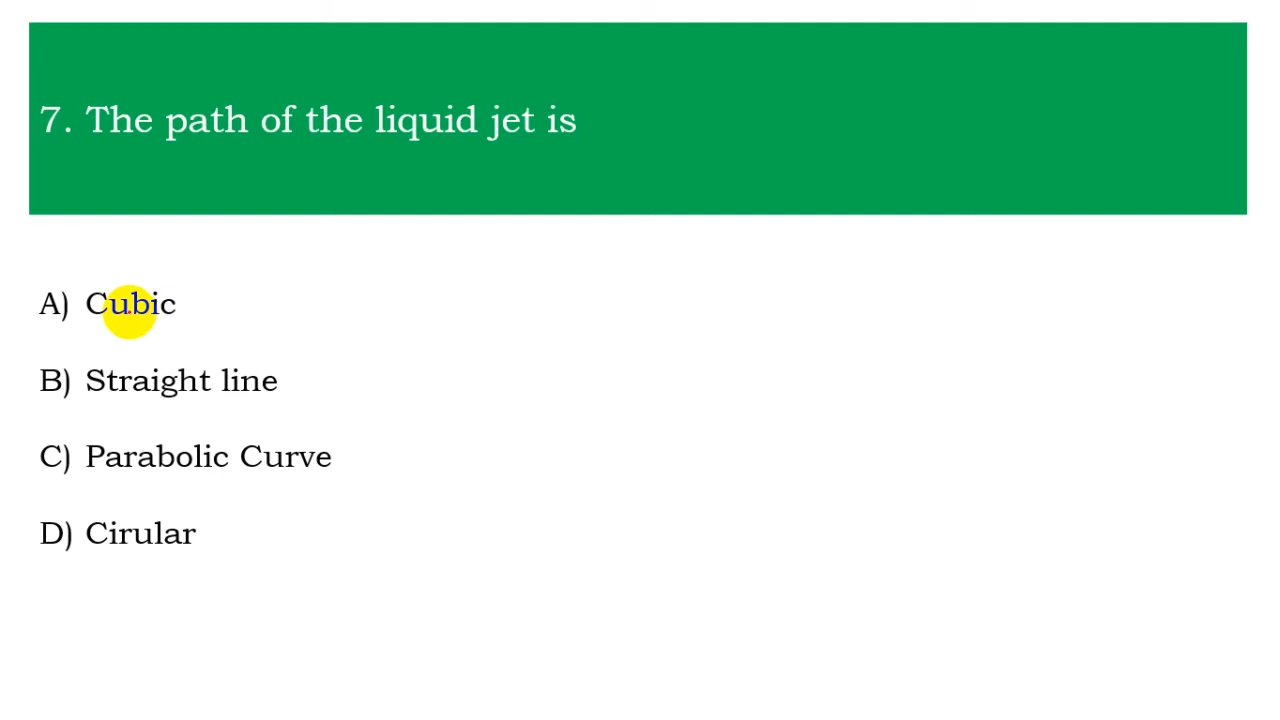 7. The path of the liquid jet is
A) Cubic
B) Straight line
C) Parabolic Curve
D) Cirular